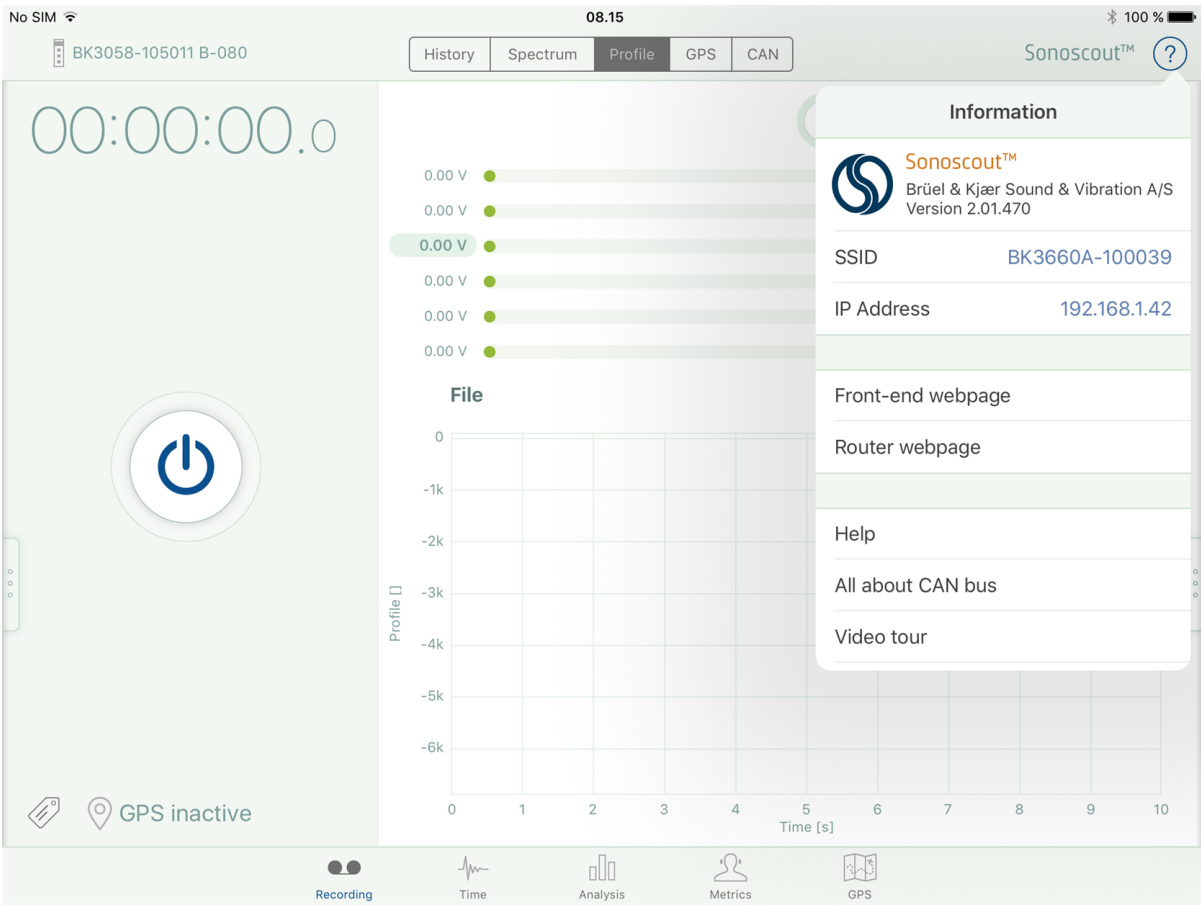 No SIM 08.15 100 %
BK3058-105011 B-080 History Spectrum Profile GPS CAN Sonoscout™ ?
00:00:00.0
Information
Sonoscout™
Brüel & Kjær Sound & Vibration A/S
Version 2.01.470
SSID BK3660A-100039
IP Address 192.168.1.42
Front-end webpage
Router webpage
Help
All about CAN bus
Video tour
0.00 V
0.00 V
0.00 V
0.00 V
0.00 V
0.00 V
File
0
-1k
-2k
-3k
-4k
-5k
-6k
Profile []
0 1 2 3 4 5 6 7 8 9 10
Time [s]
GPS inactive
Recording Time Analysis Metrics GPS